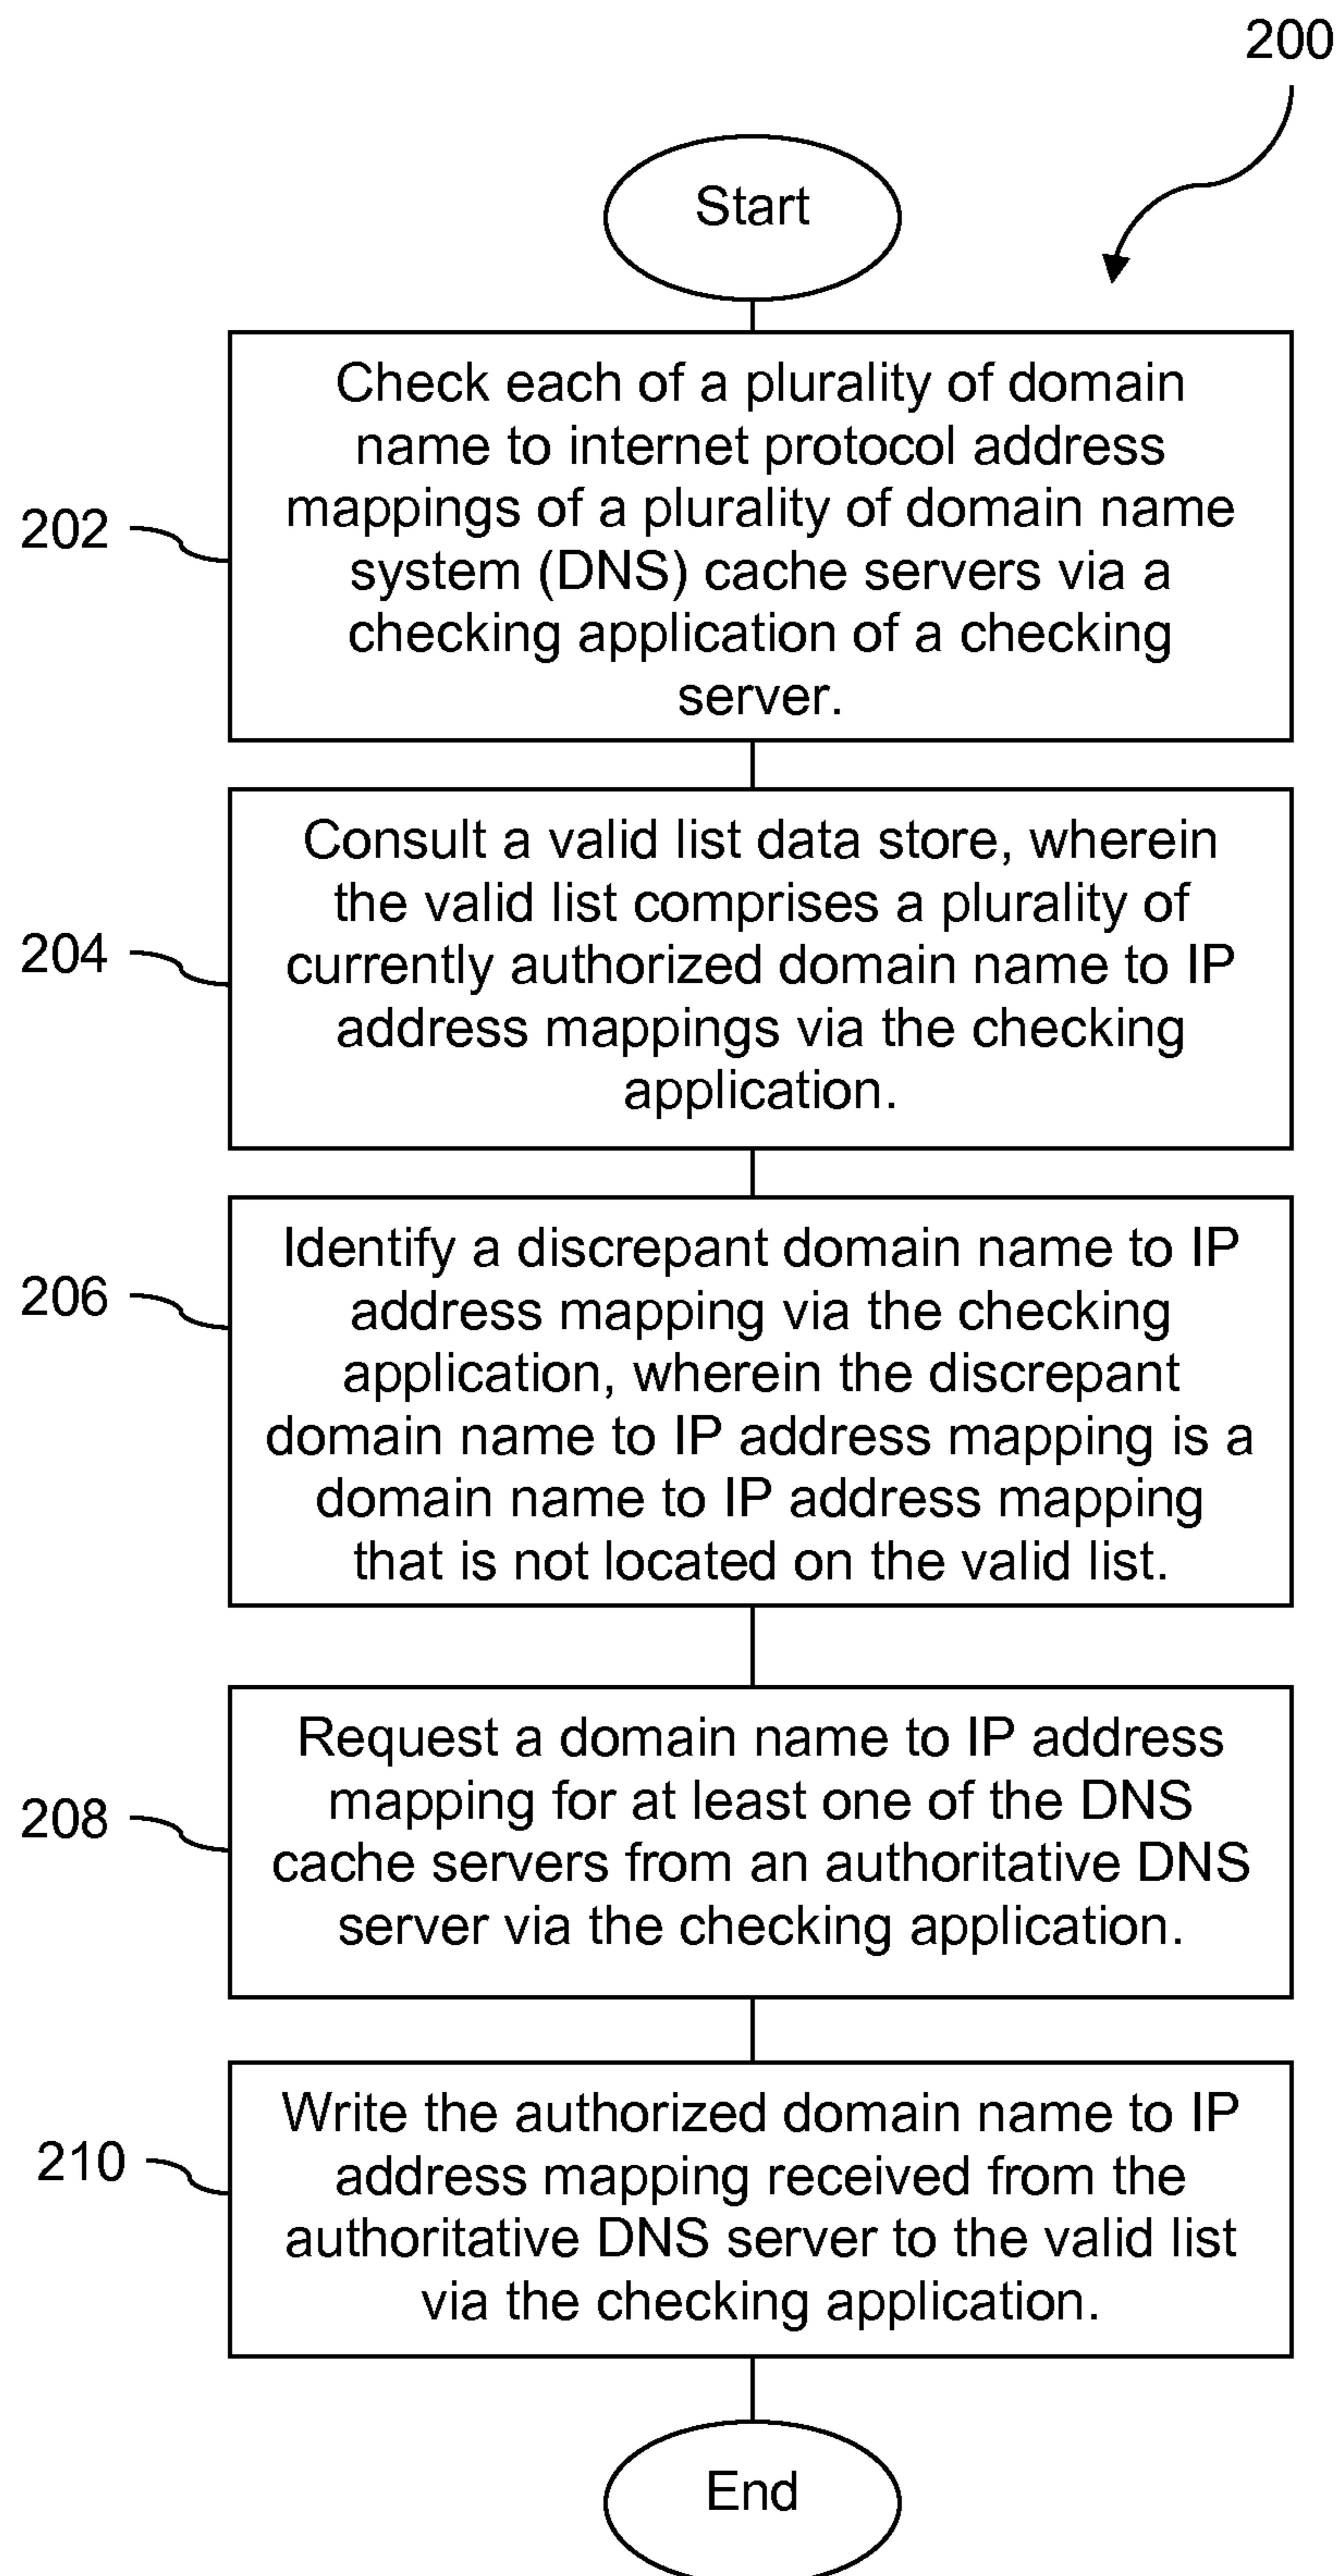 200
Start
Check each of a plurality of domain
name to internet protocol address
mappings of a plurality of domain name
system (DNS) cache servers via a
checking application of a checking
server.
202
Consult a valid list data store, wherein
the valid list comprises a plurality of
currently authorized domain name to IP
address mappings via the checking
application.
204
Identify a discrepant domain name to IP
address mapping via the checking
application, wherein the discrepant
domain name to IP address mapping is a
domain name to IP address mapping
that is not located on the valid list.
206
Request a domain name to IP address
mapping for at least one of the DNS
cache servers from an authoritative DNS
server via the checking application.
208
Write the authorized domain name to IP
address mapping received from the
authoritative DNS server to the valid list
via the checking application.
210
End